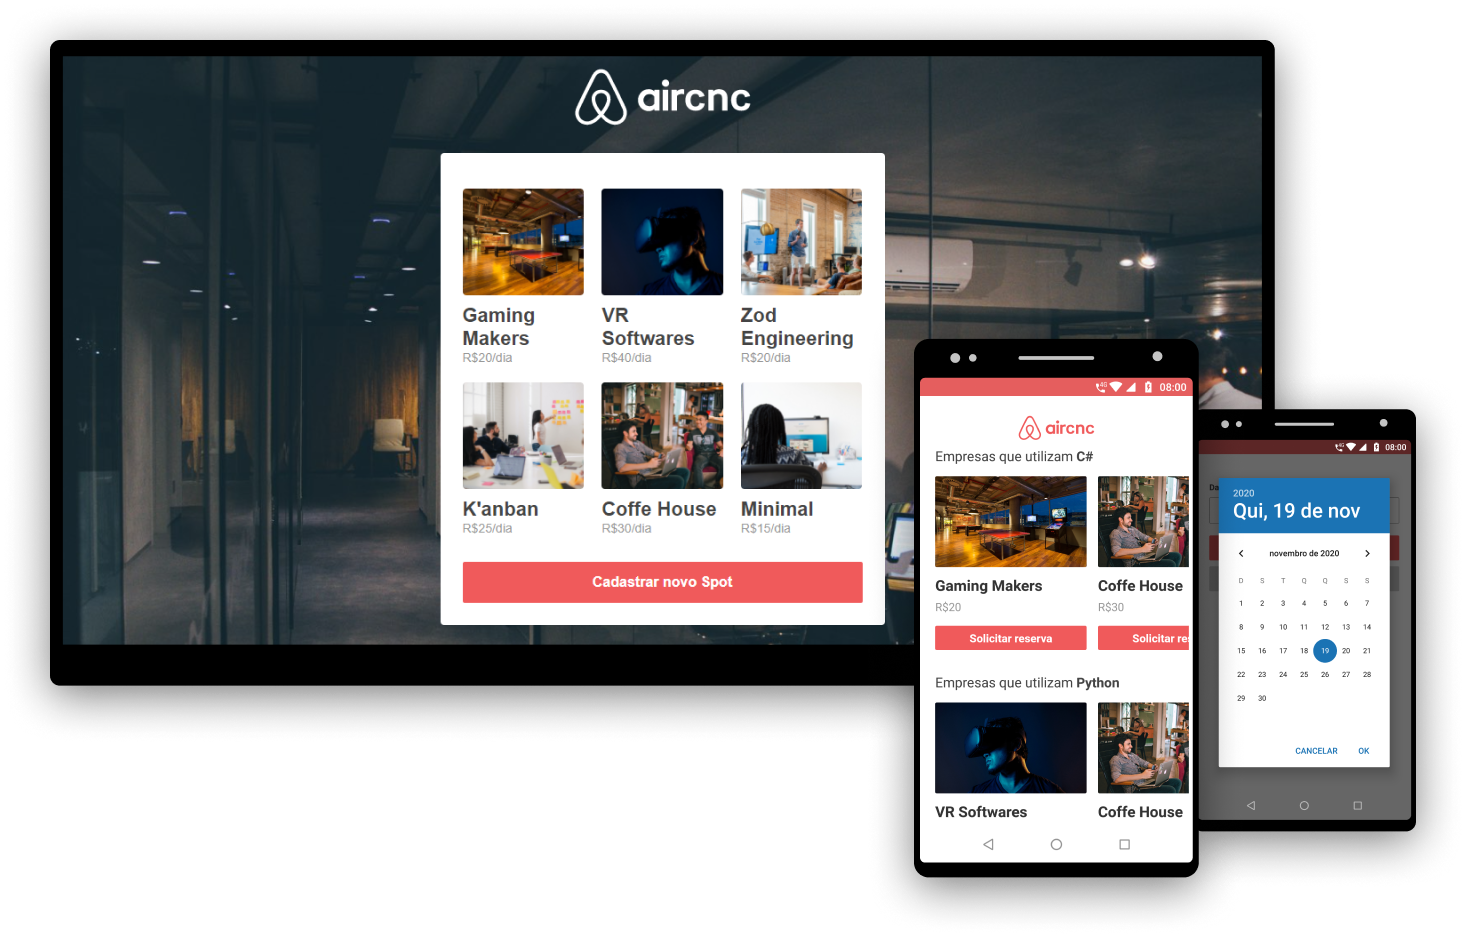 aircnc
Gaming
Makers
R$20/dia
VR
Softwares
R$40/dia
Zod
Engineering
R$20/dia
K'anban
R$25/dia
Coffe House
R$30/dia
Minimal
R$15/dia
Cadastrar novo Spot
4G 08:00
aircnc
Empresas que utilizam C#
Gaming Makers
R$20
Solicitar reserva
Coffe House
R$30
Solicitar res
Empresas que utilizam Python
VR Softwares
Coffe House
4G 08:00
Da
2020
Qui, 19 de nov
novembro de 2020
D S T Q Q S S
1 2 3 4 5 6 7
8 9 10 11 12 13 14
15 16 17 18 19 20 21
22 23 24 25 26 27 28
29 30
CANCELAR OK